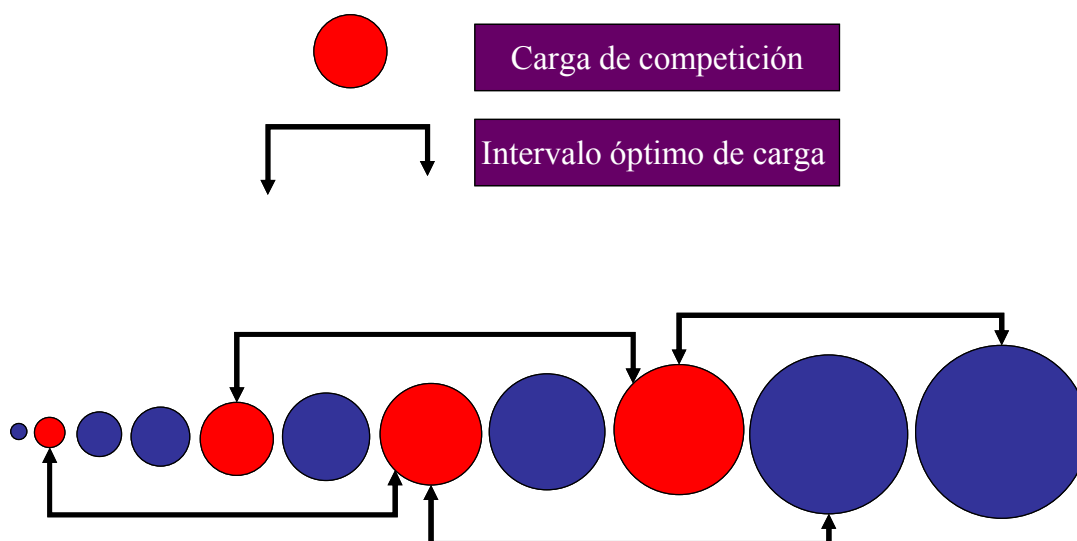 Carga de competición
Intervalo óptimo de carga